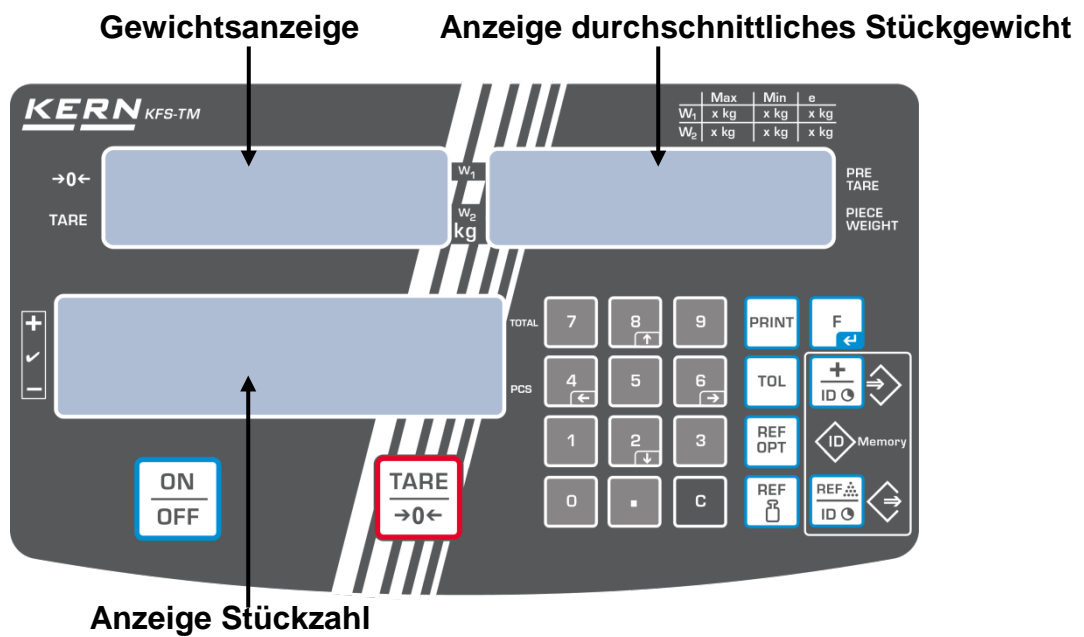 Gewichtsanzeige
Anzeige durchschnittliches Stückgewicht
KERN KFS-TM
Max Min e
W1 x kg x kg x kg
W2 x kg x kg x kg
→0←
TARE
W1
W2
kg
PRE
TARE
PIECE
WEIGHT
+
✓
−
TOTAL
PCS
7 8 9 PRINT F
↑ ↵
4 5 6 TOL + ID
← →
1 2 3 REF OPT ID Memory
↓
0 . C REF REF ID
ON
OFF
TARE
→0←
Anzeige Stückzahl